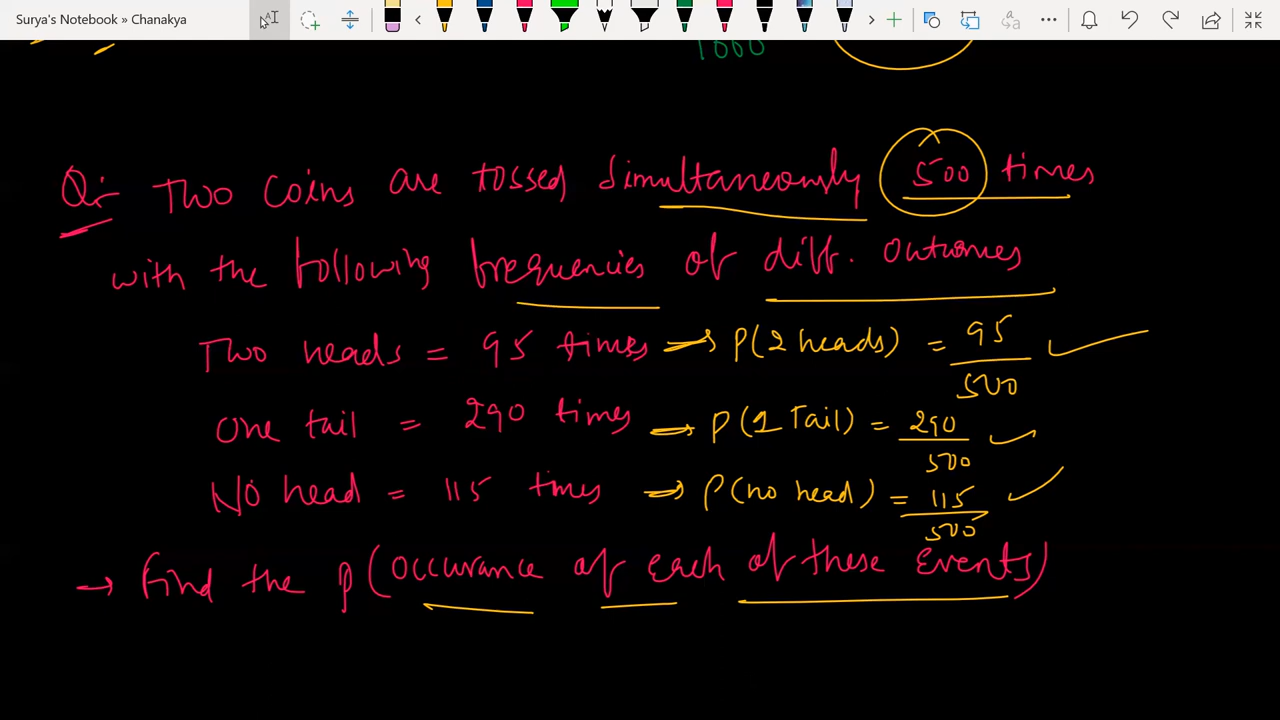 Surya's Notebook » Chanakya
1000
Q:- Two coins are tossed simultaneously 500 times
with the following frequencies of diff. outcomes
Two heads = 95 times → P(2 heads) = 95/500
One tail = 290 times → P(1 Tail) = 290/500
No head = 115 times → P(no head) = 115/500
→ Find the P(occurance of each of these events)